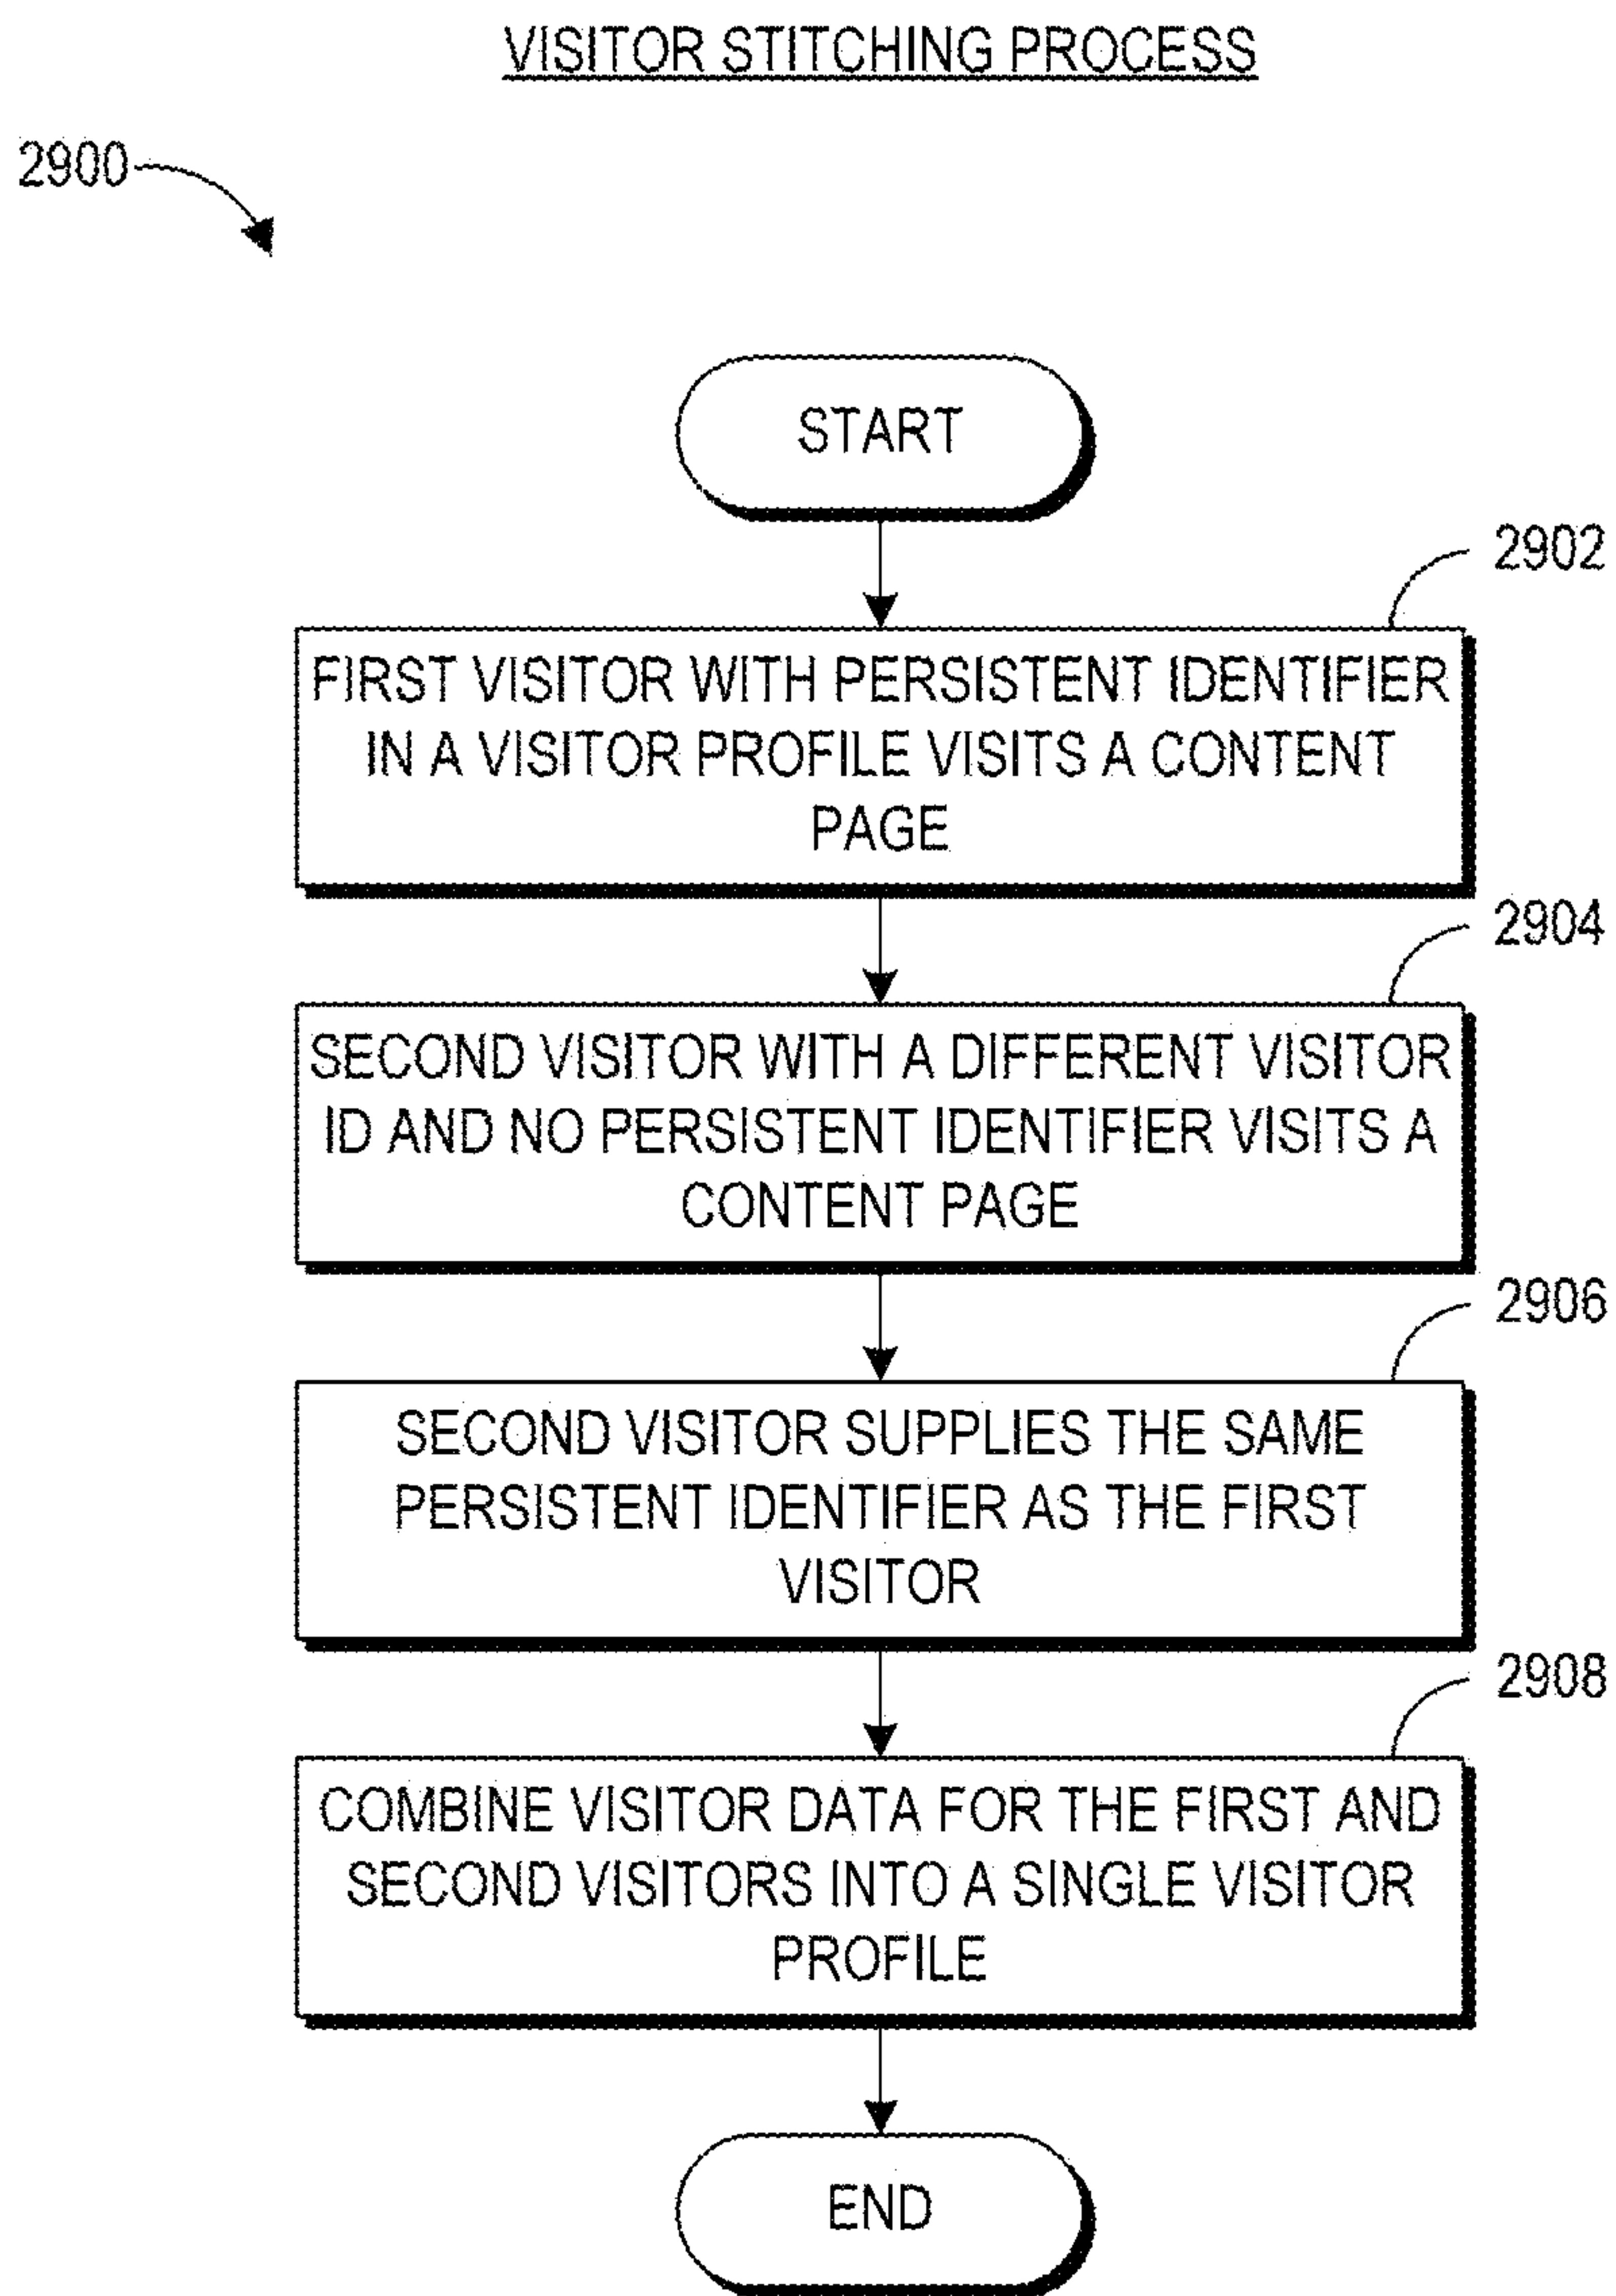 VISITOR STITCHING PROCESS
2900
START
2902
FIRST VISITOR WITH PERSISTENT IDENTIFIER
IN A VISITOR PROFILE VISITS A CONTENT
PAGE
2904
SECOND VISITOR WITH A DIFFERENT VISITOR
ID AND NO PERSISTENT IDENTIFIER VISITS A
CONTENT PAGE
2906
SECOND VISITOR SUPPLIES THE SAME
PERSISTENT IDENTIFIER AS THE FIRST
VISITOR
2908
COMBINE VISITOR DATA FOR THE FIRST AND
SECOND VISITORS INTO A SINGLE VISITOR
PROFILE
END